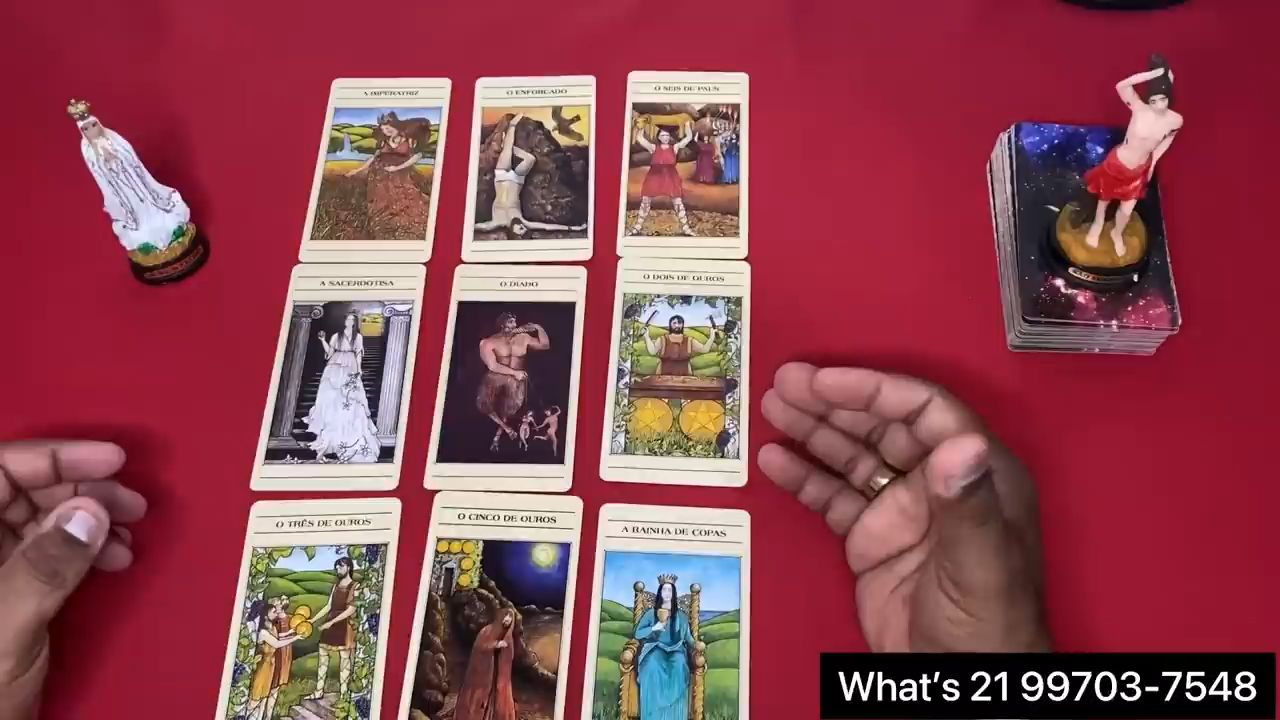 A IMPERATRIZ
O ENFORCADO
O SEIS DE PAUS
A SACERDOTISA
O DIABO
O DOIS DE OUROS
O TRÊS DE OUROS
O CINCO DE OUROS
A RAINHA DE COPAS
What's 21 99703-7548